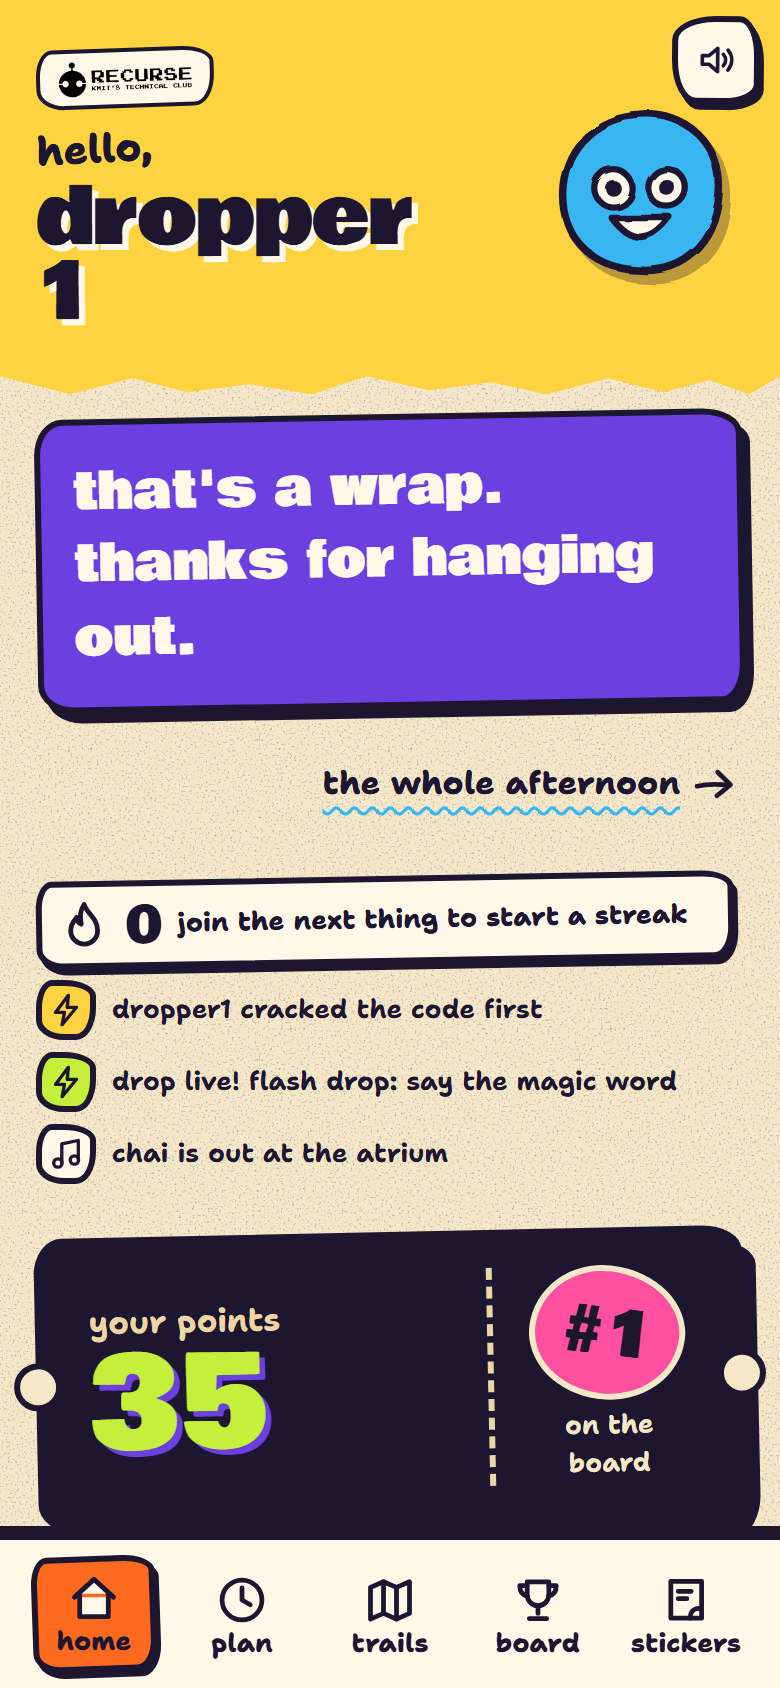 RECURSE
KMIT'S TECHNICAL CLUB
hello,
dropper
1
that's a wrap.
thanks for hanging
out.
the whole afternoon
0 join the next thing to start a streak
dropper1 cracked the code first
drop live! flash drop: say the magic word
chai is out at the atrium
your points
35
#1
on the
board
home
plan
trails
board
stickers